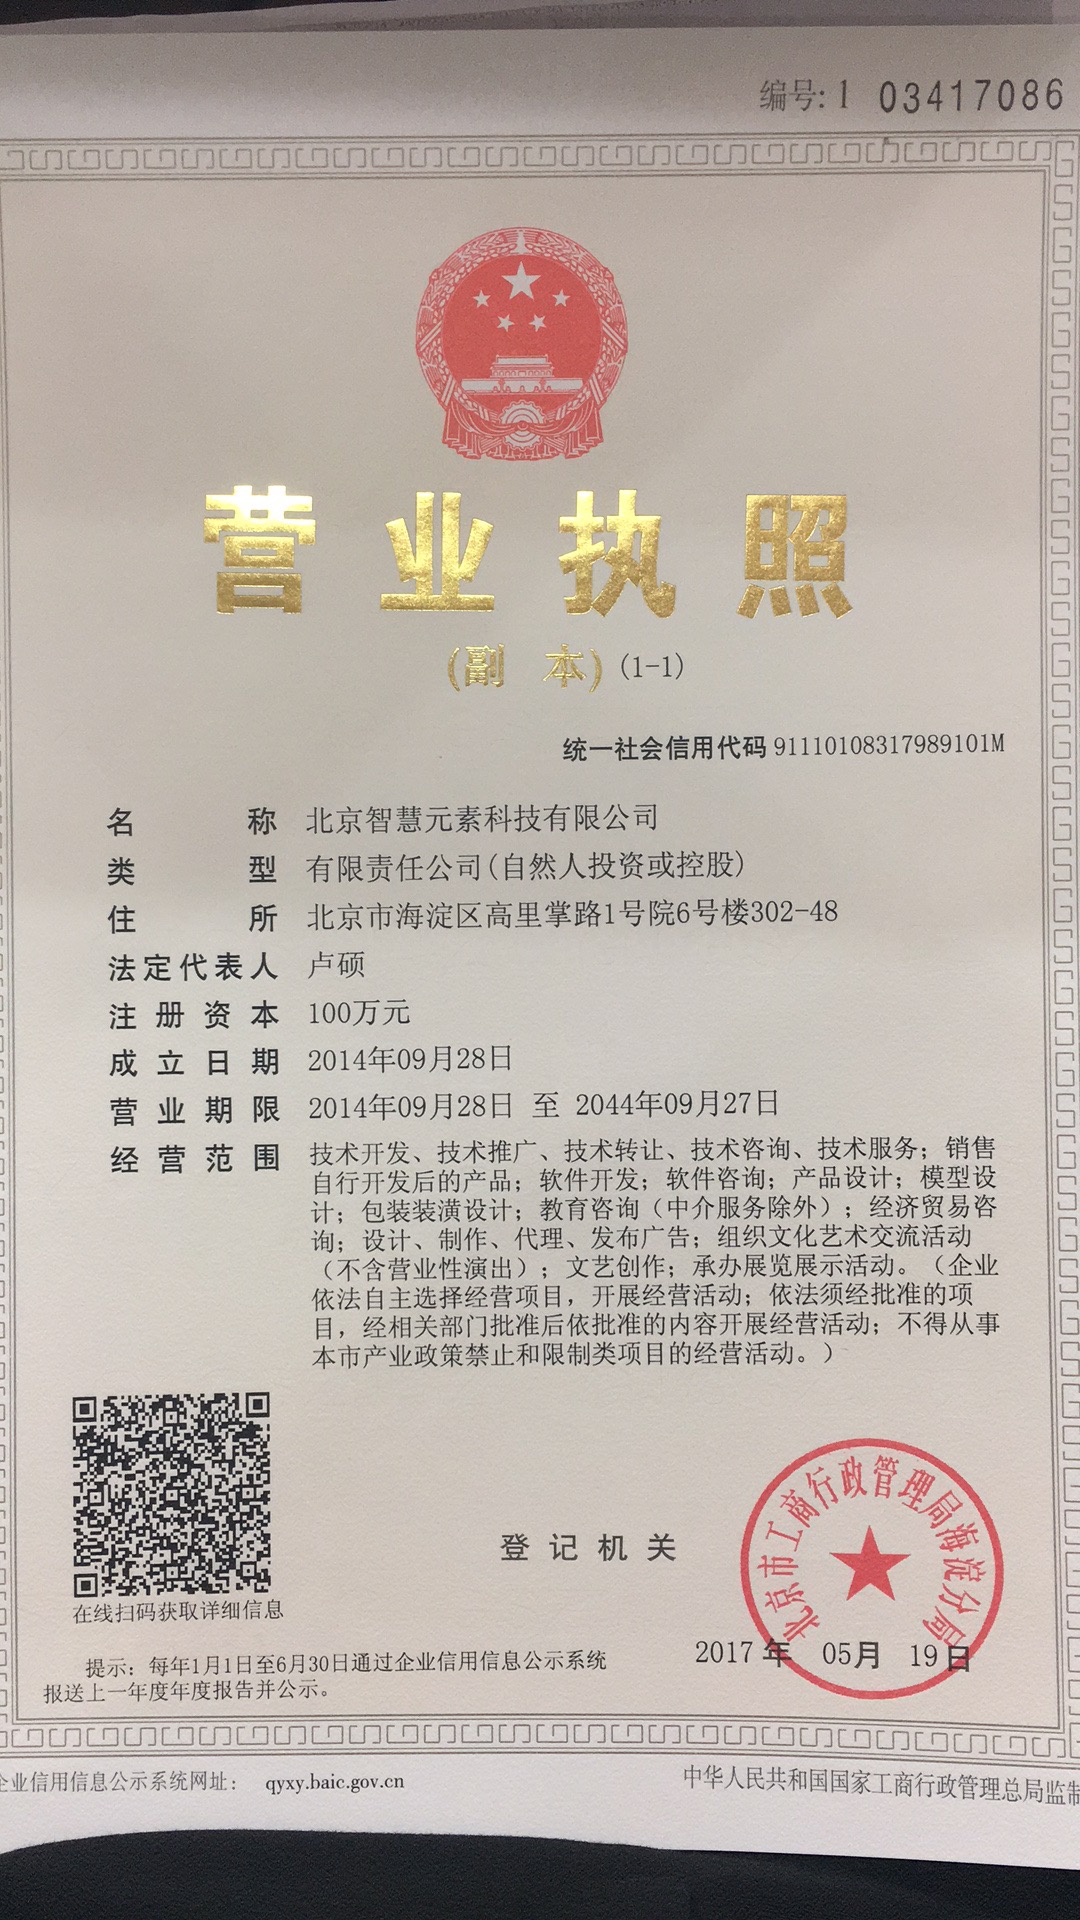 编号: 1 03417086
营业执照
(副 本) (1-1)
统一社会信用代码 91110108317989101M
名称 北京智慧元素科技有限公司
类型 有限责任公司(自然人投资或控股)
住所 北京市海淀区高里掌路1号院6号楼302-48
法定代表人 卢硕
注册资本 100万元
成立日期 2014年09月28日
营业期限 2014年09月28日 至 2044年09月27日
经营范围 技术开发、技术推广、技术转让、技术咨询、技术服务；销售
自行开发后的产品；软件开发；软件咨询；产品设计；模型设
计；包装装潢设计；教育咨询（中介服务除外）；经济贸易咨
询；设计、制作、代理、发布广告；组织文化艺术交流活动
（不含营业性演出）；文艺创作；承办展览展示活动。（企业
依法自主选择经营项目，开展经营活动；依法须经批准的项
目，经相关部门批准后依批准的内容开展经营活动；不得从事
本市产业政策禁止和限制类项目的经营活动。）
在线扫码获取详细信息
登记机关
北京市工商行政管理局海淀分局
2017 年 05月 19日
提示：每年1月1日至6月30日通过企业信用信息公示系统
报送上一年度年度报告并公示。
企业信用信息公示系统网址： qyxy.baic.gov.cn
中华人民共和国国家工商行政管理总局监制